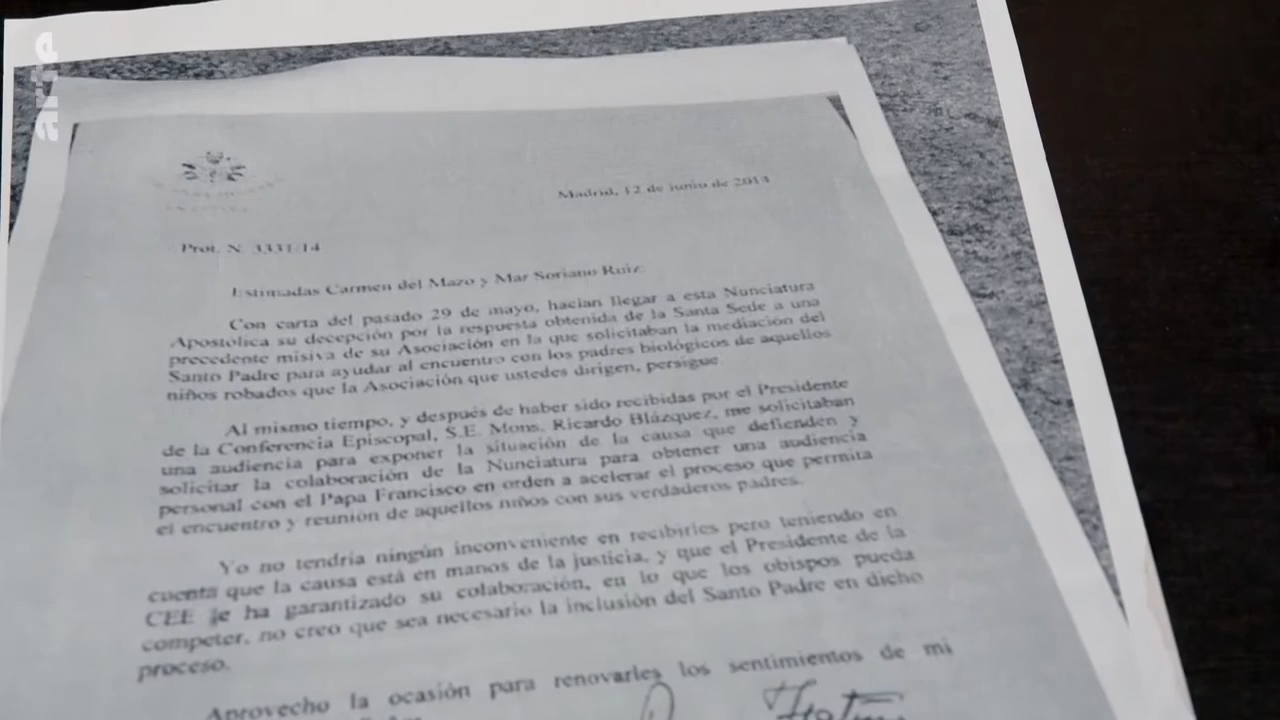 arte
Madrid, 12 de junio de 2014
Prot. N. 3331/14
Estimadas Carmen del Mazo y Mar Soriano Ruiz:
Con carta del pasado 29 de mayo, hacían llegar a esta Nunciatura
Apostólica su decepción por la respuesta obtenida de la Santa Sede a una
precedente misiva de su Asociación en la que solicitaban la mediación del
Santo Padre para ayudar al encuentro con los padres biológicos de aquellos
niños robados que la Asociación que ustedes dirigen, persigue.
Al mismo tiempo, y después de haber sido recibidas por el Presidente
de la Conferencia Episcopal, S.E. Mons. Ricardo Blázquez, me solicitaban
una audiencia para exponer la situación de la causa que defienden y
solicitar la colaboración de la Nunciatura para obtener una audiencia
personal con el Papa Francisco en orden a acelerar el proceso que permita
el encuentro y reunión de aquellos niños con sus verdaderos padres.
Yo no tendría ningún inconveniente en recibirles pero teniendo en
cuenta que la causa está en manos de la justicia, y que el Presidente de la
CEE le ha garantizado su colaboración, en lo que los obispos pueda
competer, no creo que sea necesario la inclusión del Santo Padre en dicho
proceso.
Aprovecho la ocasión para renovarles los sentimientos de mi